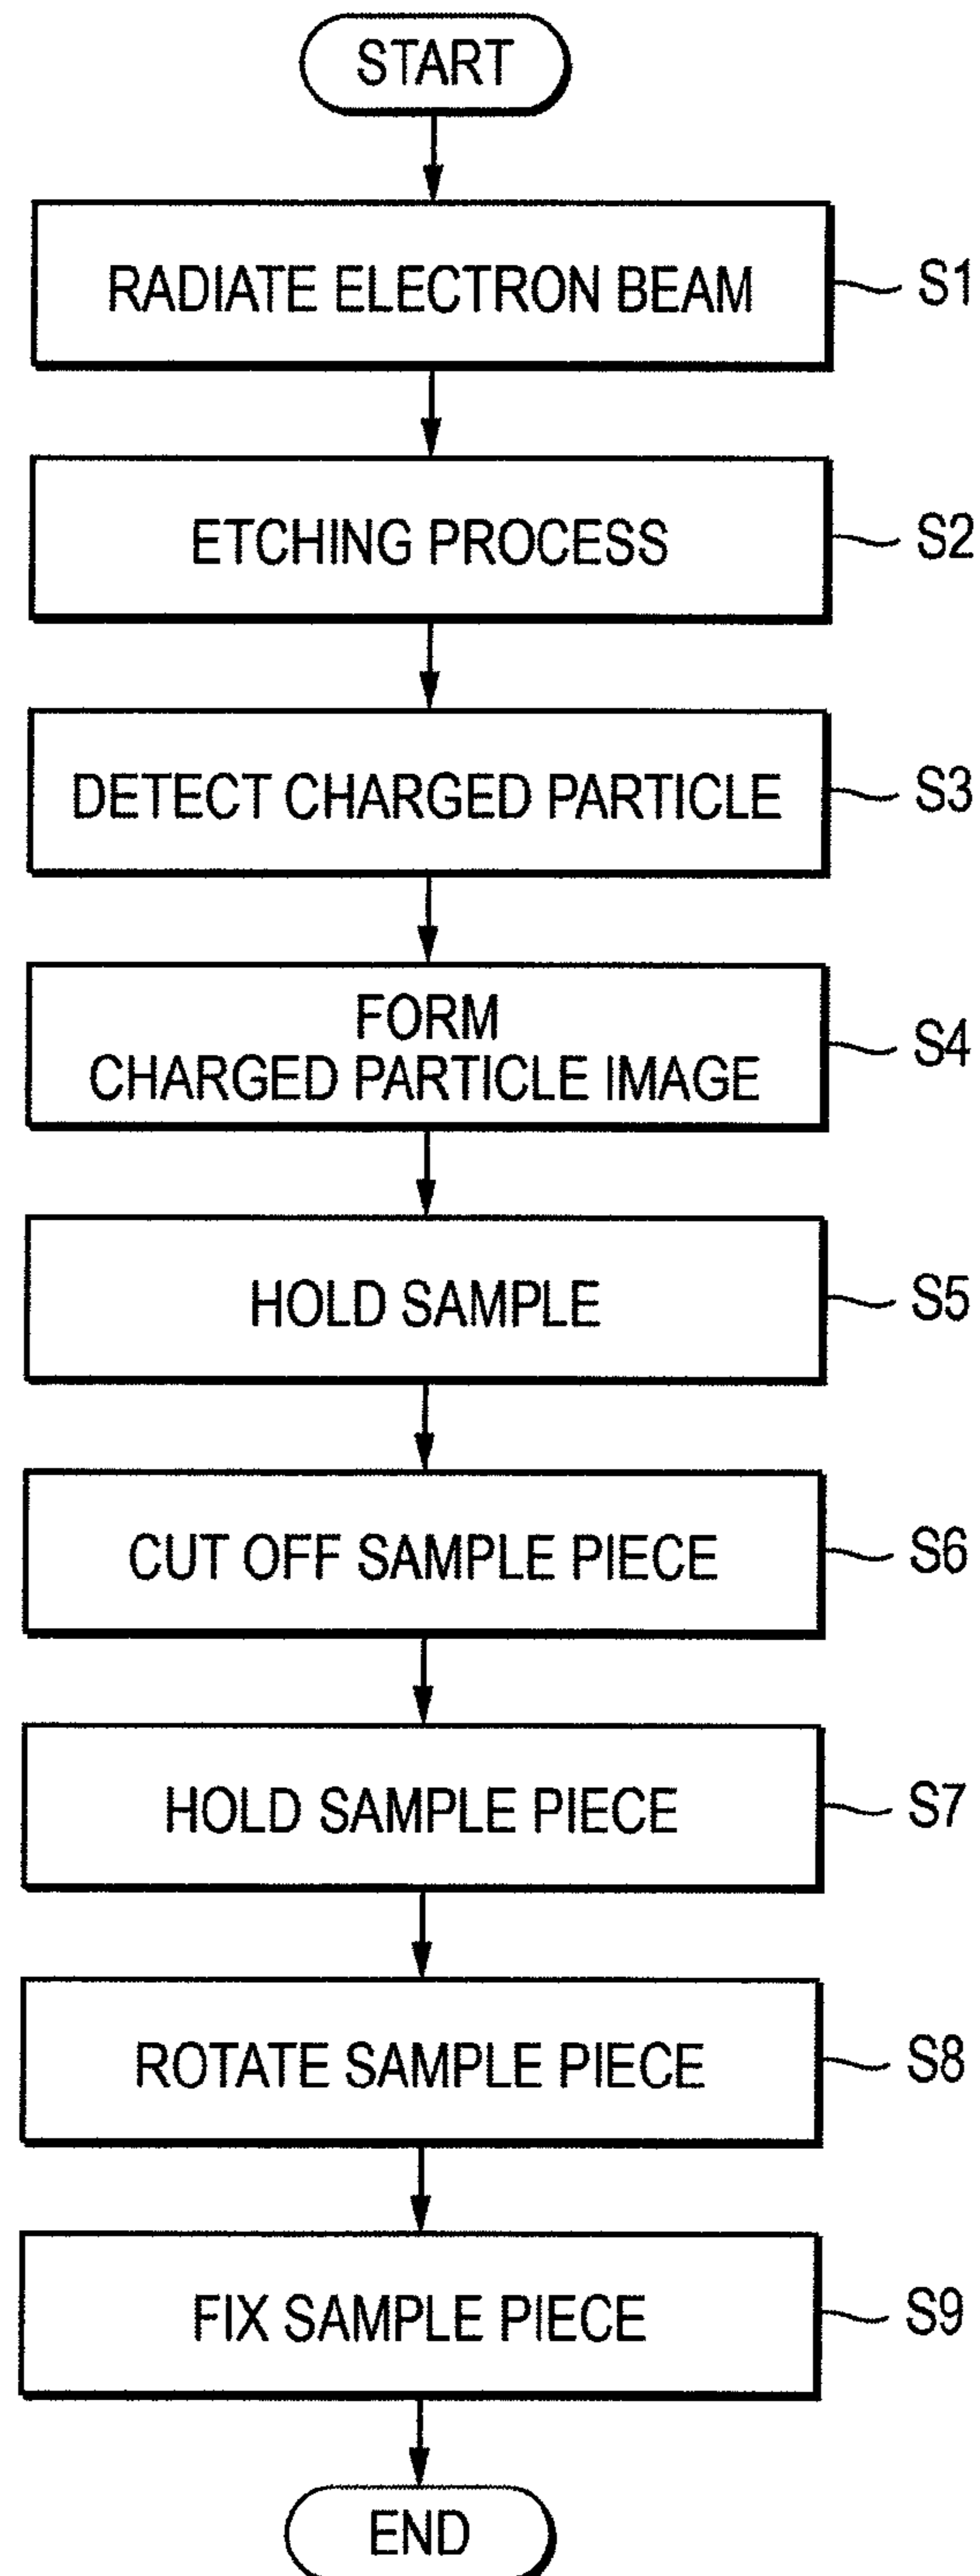 START
RADIATE ELECTRON BEAM
S1
ETCHING PROCESS
S2
DETECT CHARGED PARTICLE
S3
FORM
CHARGED PARTICLE IMAGE
S4
HOLD SAMPLE
S5
CUT OFF SAMPLE PIECE
S6
HOLD SAMPLE PIECE
S7
ROTATE SAMPLE PIECE
S8
FIX SAMPLE PIECE
S9
END